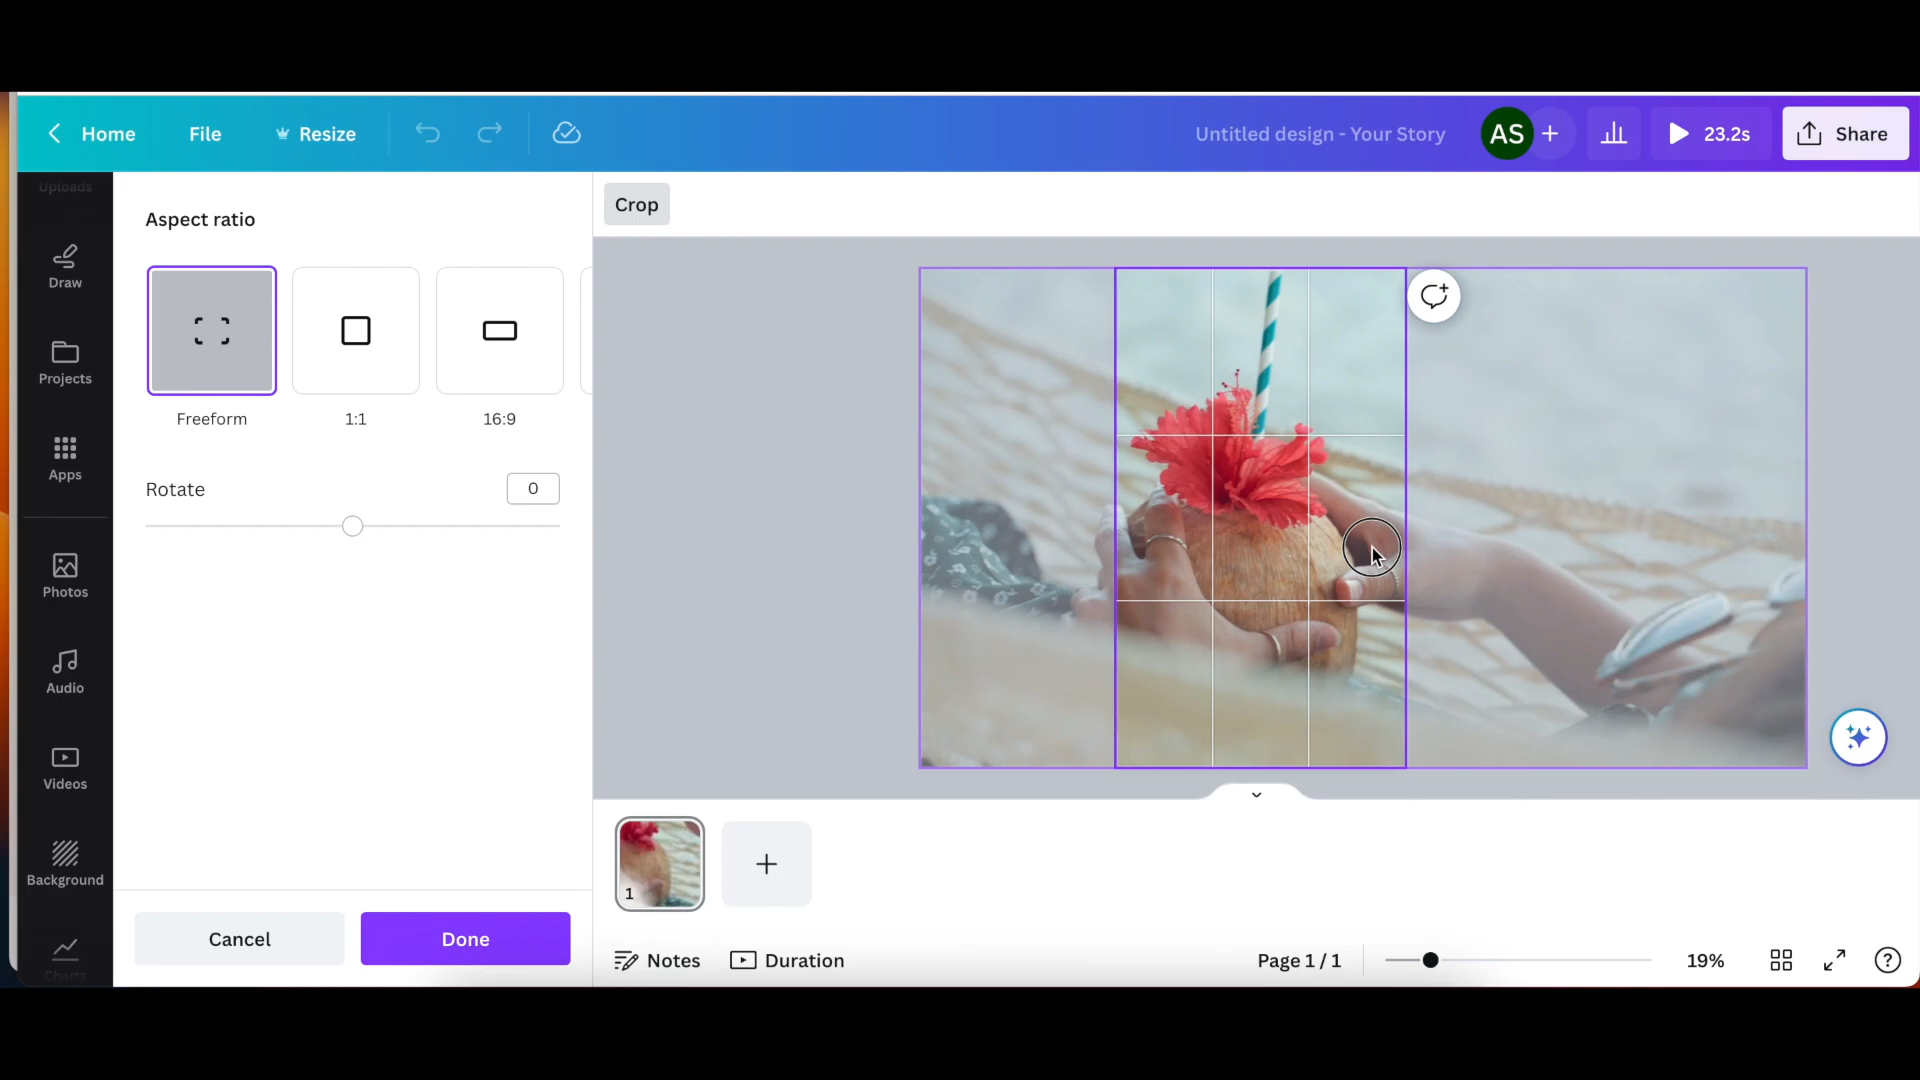 Home File Resize Untitled design - Your Story AS 23.2s Share
Uploads
Draw
Projects
Apps
Photos
Audio
Videos
Background
Charts
Aspect ratio
Freeform 1:1 16:9
Rotate 0
Cancel Done
Crop
1
Notes Duration Page 1 / 1 19%